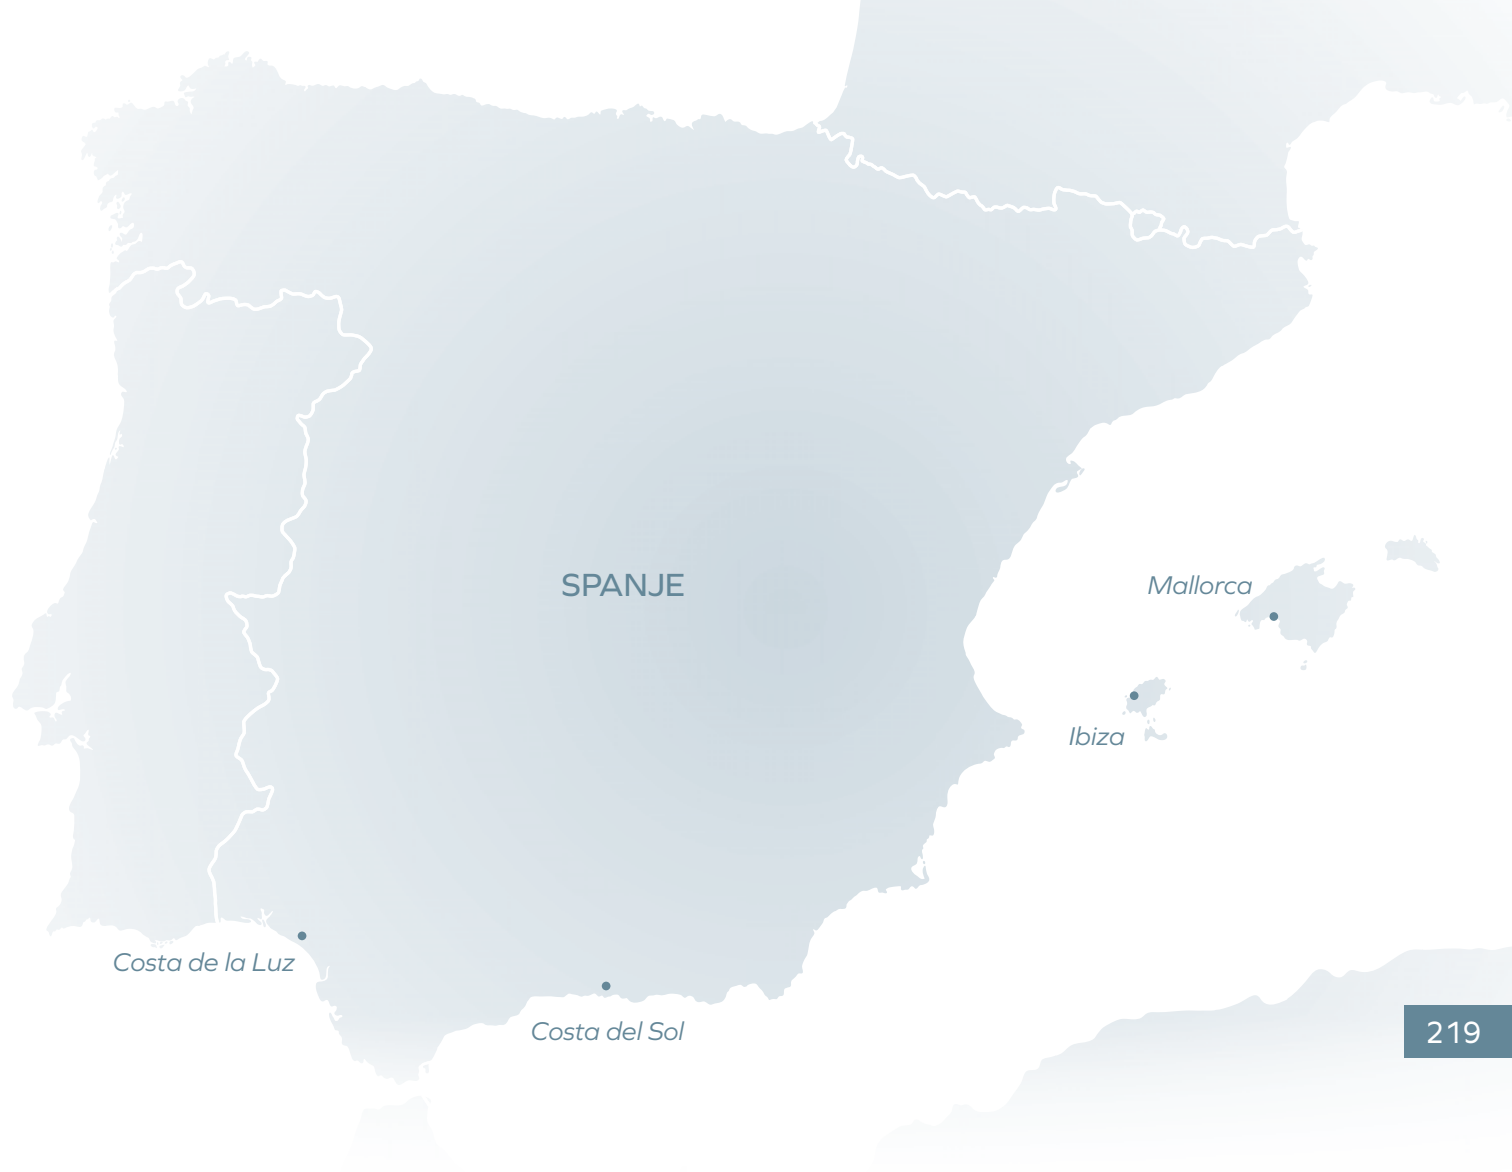 SPANJE
Mallorca
Ibiza
Costa de la Luz
Costa del Sol
219